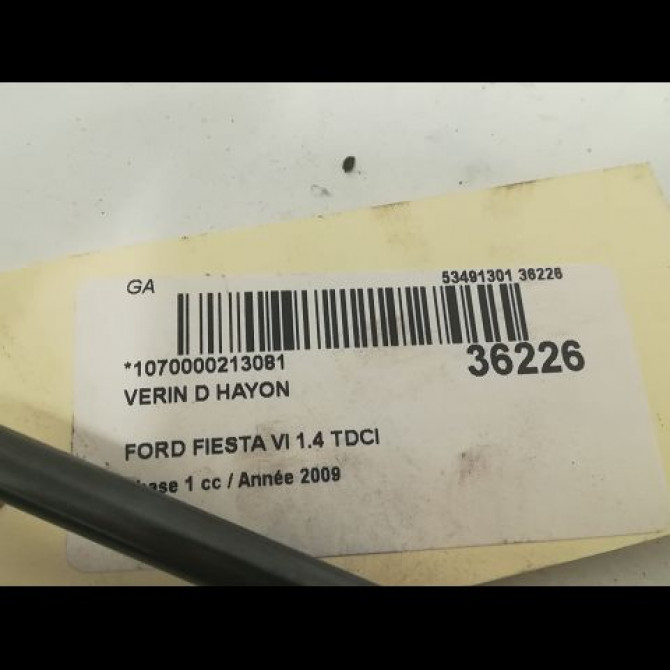 GA
53491301 36226
*1070000213081
36226
VERIN D HAYON
FORD FIESTA VI 1.4 TDCI
1 cc / Année 2009